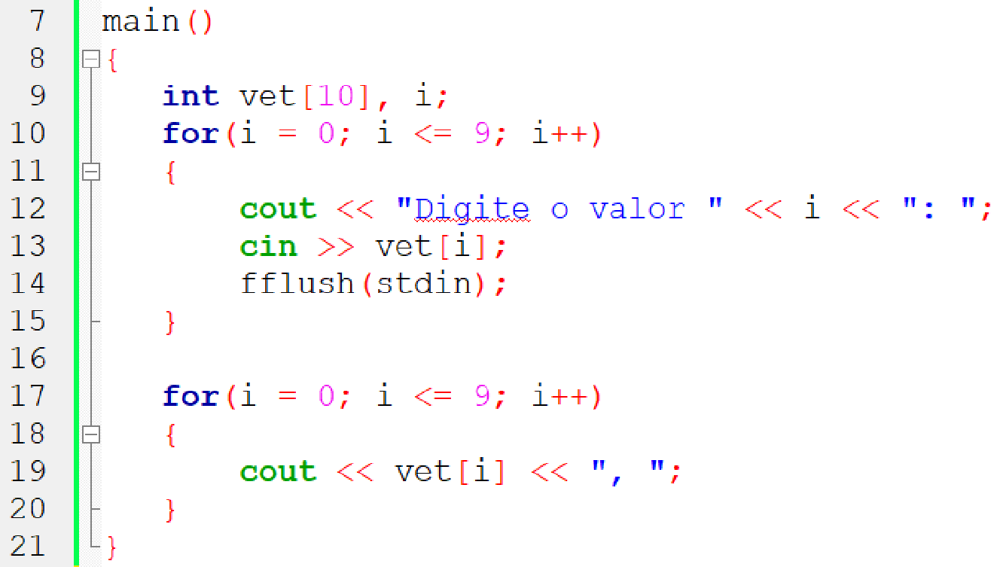 7 main()
8 {
9 int vet[10], i;
10 for(i = 0; i <= 9; i++)
11 {
12 cout << "Digite o valor " << i << ": ";
13 cin >> vet[i];
14 fflush(stdin);
15 }
16
17 for(i = 0; i <= 9; i++)
18 {
19 cout << vet[i] << ", ";
20 }
21 }